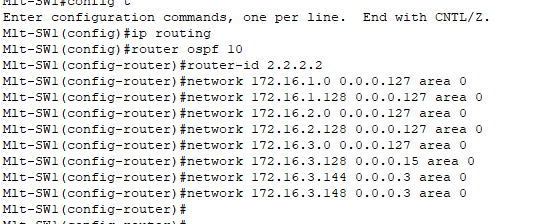 Mlt-SW1#config t
Enter configuration commands, one per line.  End with CNTL/Z.
Mlt-SW1(config)#ip routing
Mlt-SW1(config)#router ospf 10
Mlt-SW1(config-router)#router-id 2.2.2.2
Mlt-SW1(config-router)#network 172.16.1.0 0.0.0.127 area 0
Mlt-SW1(config-router)#network 172.16.1.128 0.0.0.127 area 0
Mlt-SW1(config-router)#network 172.16.2.0 0.0.0.127 area 0
Mlt-SW1(config-router)#network 172.16.2.128 0.0.0.127 area 0
Mlt-SW1(config-router)#network 172.16.3.0 0.0.0.127 area 0
Mlt-SW1(config-router)#network 172.16.3.128 0.0.0.15 area 0
Mlt-SW1(config-router)#network 172.16.3.144 0.0.0.3 area 0
Mlt-SW1(config-router)#network 172.16.3.148 0.0.0.3 area 0
Mlt-SW1(config-router)#
Mlt-SW1(config-router)#